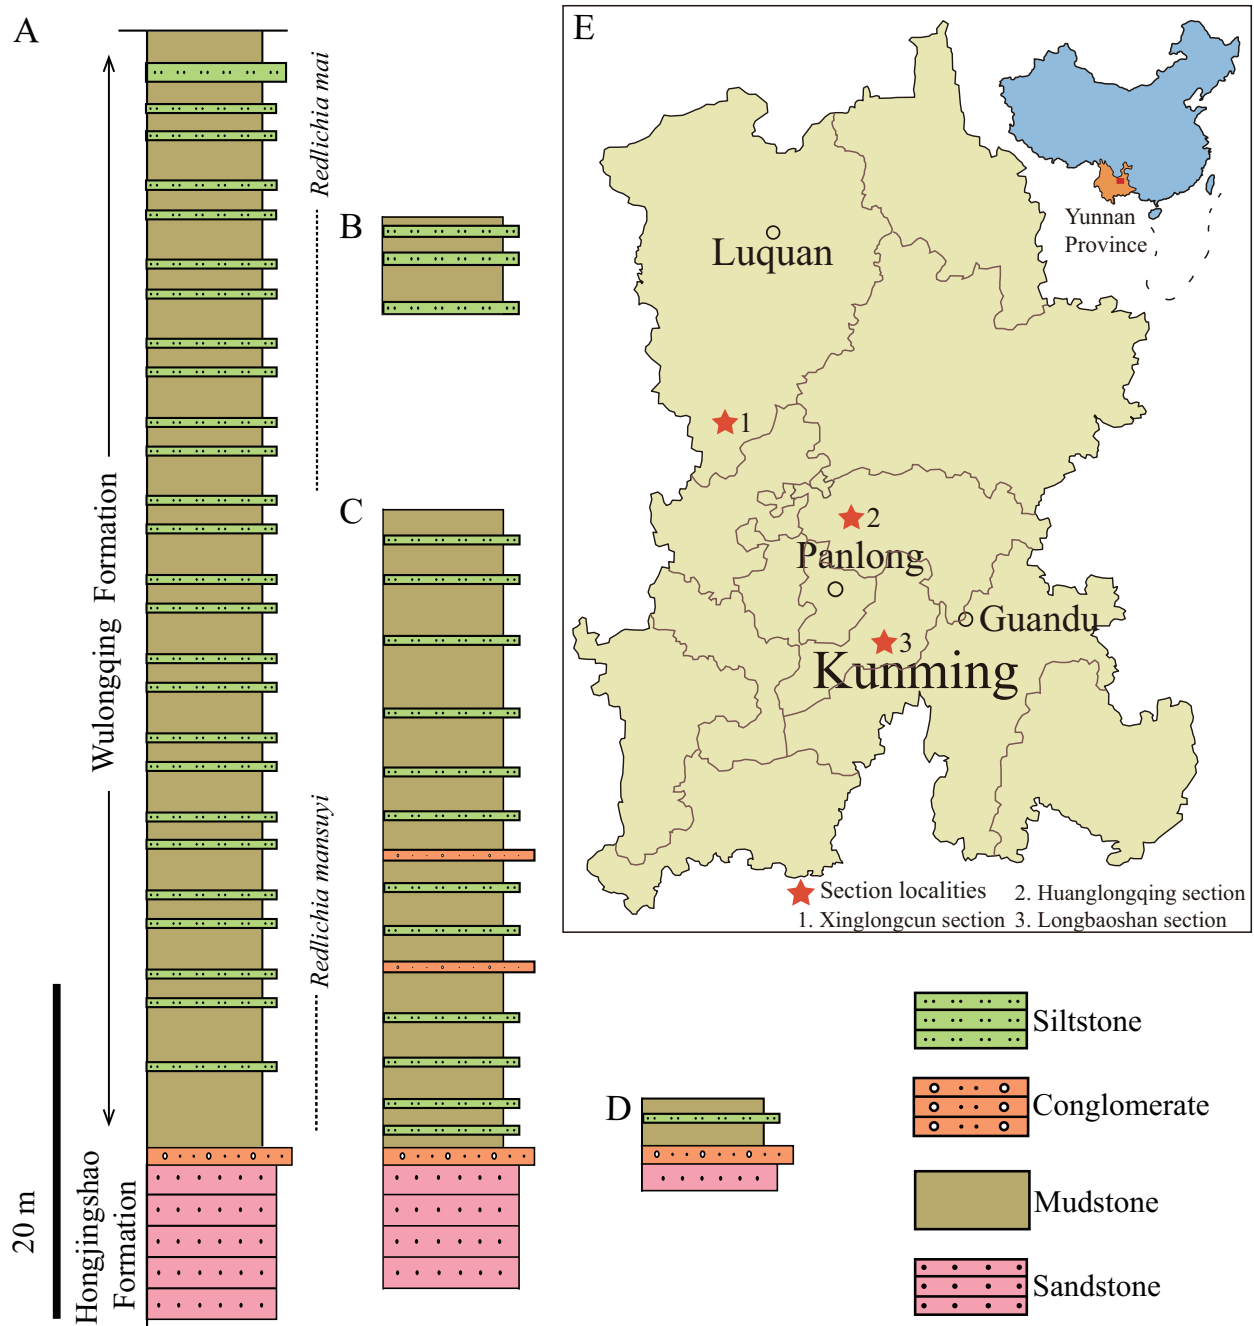 A
Wulongqing Formation
Hongjingshao
Formation
20 m
Redlichia mai
Redlichia mansuyi
B
C
D
E
Yunnan
Province
Luquan
1
2
Panlong
Guandu
3
Kunming
Section localities
2. Huanglongqing section
1. Xinglongcun section
3. Longbaoshan section
Siltstone
Conglomerate
Mudstone
Sandstone